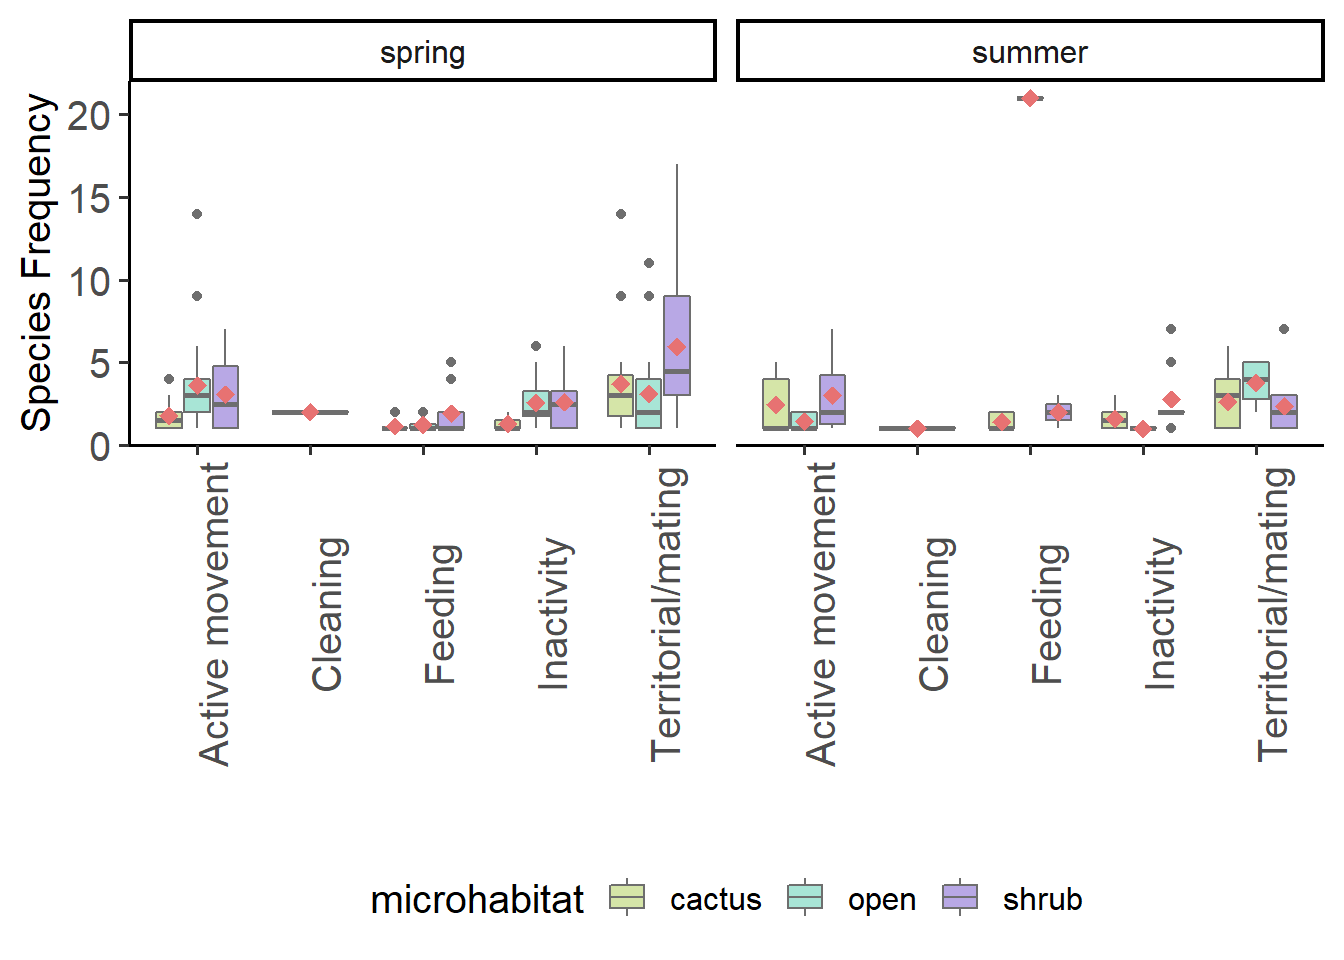 spring
summer
Species Frequency
20
15
10
5
0
Active movement
Cleaning
Feeding
Inactivity
Territorial/mating
Active movement
Cleaning
Feeding
Inactivity
Territorial/mating
microhabitat cactus open shrub